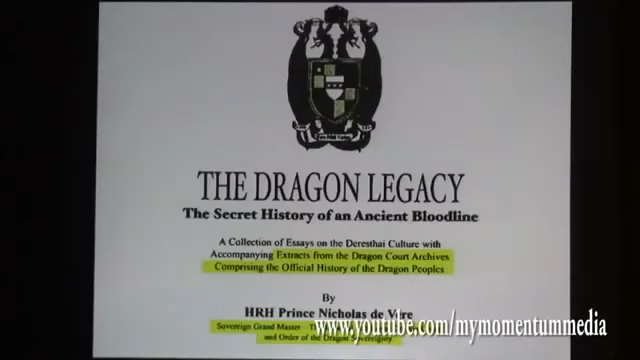 THE DRAGON LEGACY
The Secret History of an Ancient Bloodline
A Collection of Essays on the Deresthai Culture with
Accompanying Extracts from the Dragon Court Archives
Comprising the Official History of the Dragon Peoples
By
HRH Prince Nicholas de Vere
Sovereign Grand Master
www.youtube.com/mymomentummedia
and Order of the Dragon Sovereignty